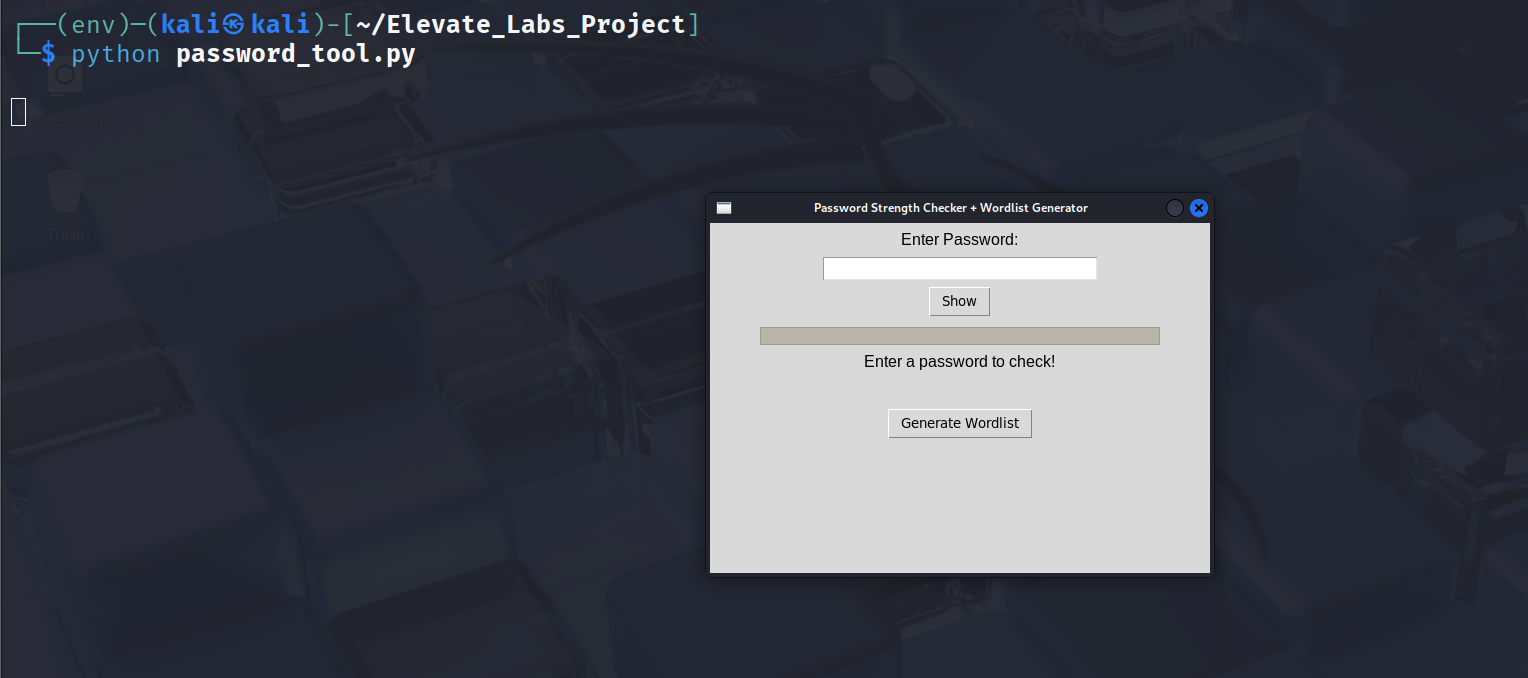 Home
┌──(env)─(kali㉿kali)-[~/Elevate_Labs_Project]
└─$ python password_tool.py
File System
Trash
Password Strength Checker + Wordlist Generator
Enter Password:
Show
Enter a password to check!
Generate Wordlist